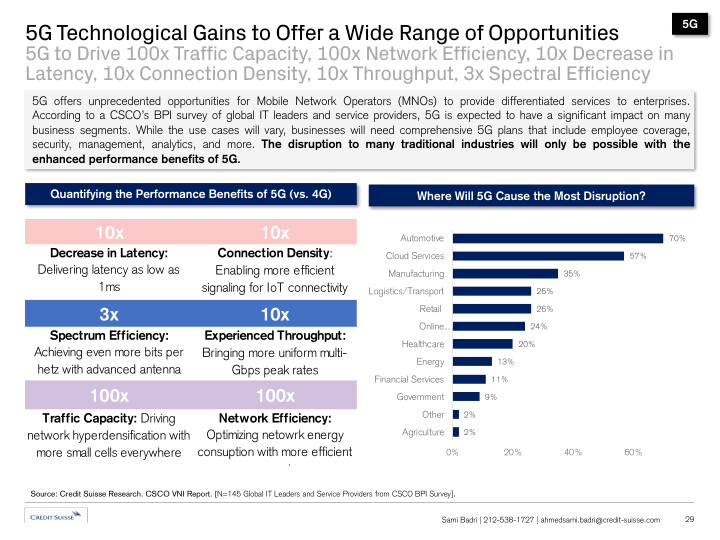 5G
5G Technological Gains to Offer a Wide Range of Opportunities
5G to Drive 100x Traffic Capacity, 100x Network Efficiency, 10x Decrease in
Latency, 10x Connection Density, 10x Throughput, 3x Spectral Efficiency
5G offers unprecedented opportunities for Mobile Network Operators (MNOs) to provide differentiated services to enterprises.
According to a CSCO's BPI survey of global IT leaders and service providers, 5G is expected to have a significant impact on many
business segments. While the use cases will vary, businesses will need comprehensive 5G plans that include employee coverage,
security, management, analytics, and more. The disruption to many traditional industries will only be possible with the
enhanced performance benefits of 5G.
Quantifying the Performance Benefits of 5G (vs. 4G)
10x
10x
Decrease in Latency:
Delivering latency as low as
1ms
Connection Density:
Enabling more efficient
signaling for IoT connectivity
3x
10x
Spectrum Efficiency:
Achieving even more bits per
hetz with advanced antenna
Experienced Throughput:
Bringing more uniform multi-
Gbps peak rates
100x
100x
Traffic Capacity: Driving
network hyperdensification with
more small cells everywhere
Network Efficiency:
Optimizing netowrk energy
consuption with more efficient
Where Will 5G Cause the Most Disruption?
Automotive 70%
Cloud Services 57%
Manufacturing 35%
Logistics/Transport 26%
Retail 26%
Online... 24%
Healthcare 20%
Energy 13%
Financial Services 11%
Government 9%
Other 2%
Agriculture 2%
0% 20% 40% 60%
Source: Credit Suisse Research. CSCO VNI Report. [N=145 Global IT Leaders and Service Providers from CSCO BPI Survey].
CREDIT SUISSE
Sami Badri | 212-538-1727 | ahmedsami.badri@credit-suisse.com
29